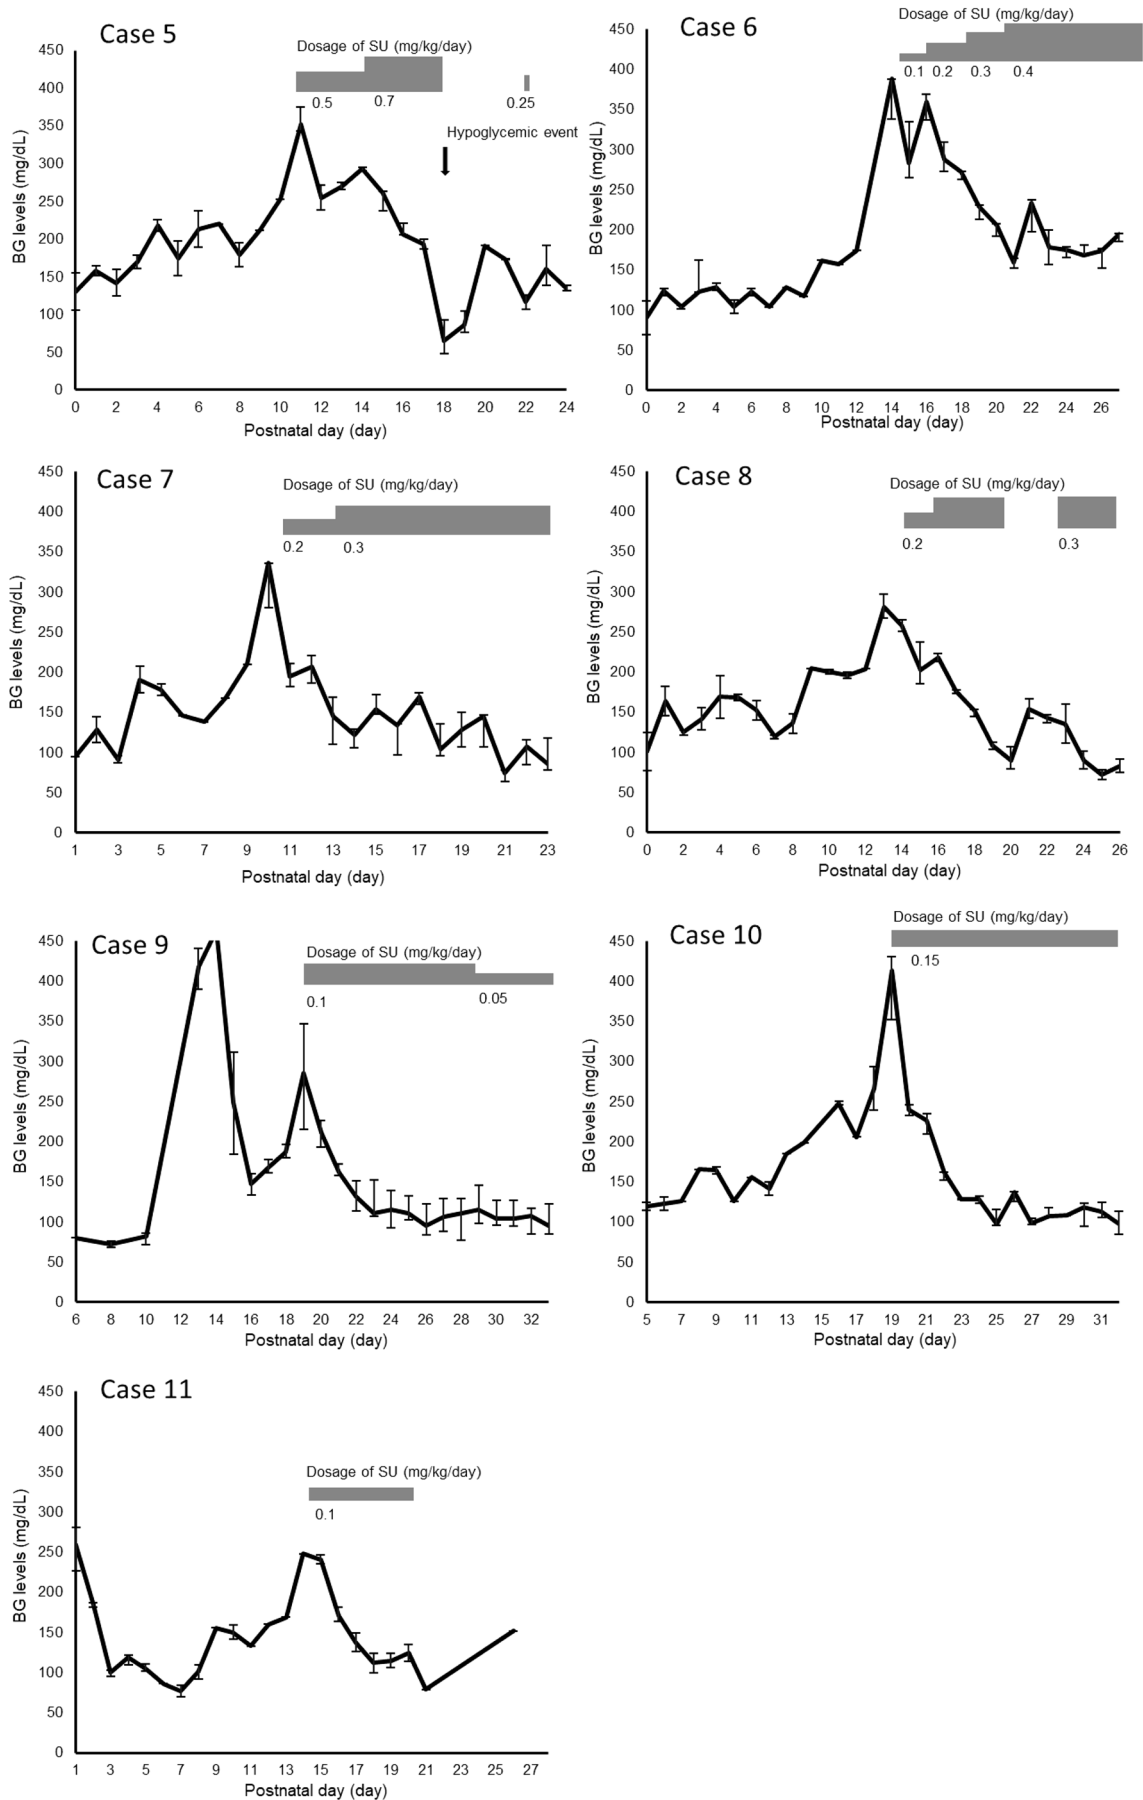 Case 5
Dosage of SU (mg/kg/day)
0.5 0.7 0.25
Hypoglycemic event
BG levels (mg/dL)
450
400
350
300
250
200
150
100
50
0
0 2 4 6 8 10 12 14 16 18 20 22 24
Postnatal day (day)
Case 6
Dosage of SU (mg/kg/day)
0.1 0.2 0.3 0.4
BG levels (mg/dL)
450
400
350
300
250
200
150
100
50
0
0 2 4 6 8 10 12 14 16 18 20 22 24 26
Postnatal day (day)
Case 7
Dosage of SU (mg/kg/day)
0.2 0.3
BG levels (mg/dL)
450
400
350
300
250
200
150
100
50
0
1 3 5 7 9 11 13 15 17 19 21 23
Postnatal day (day)
Case 8
Dosage of SU (mg/kg/day)
0.2 0.3
BG levels (mg/dL)
450
400
350
300
250
200
150
100
50
0
0 2 4 6 8 10 12 14 16 18 20 22 24 26
Postnatal day (day)
Case 9
Dosage of SU (mg/kg/day)
0.1 0.05
BG levels (mg/dL)
450
400
350
300
250
200
150
100
50
0
6 8 10 12 14 16 18 20 22 24 26 28 30 32
Postnatal day (day)
Case 10
Dosage of SU (mg/kg/day)
0.15
BG levels (mg/dL)
450
400
350
300
250
200
150
100
50
0
5 7 9 11 13 15 17 19 21 23 25 27 29 31
Postnatal day (day)
Case 11
Dosage of SU (mg/kg/day)
0.1
BG levels (mg/dL)
450
400
350
300
250
200
150
100
50
0
1 3 5 7 9 11 13 15 17 19 21 23 25 27
Postnatal day (day)